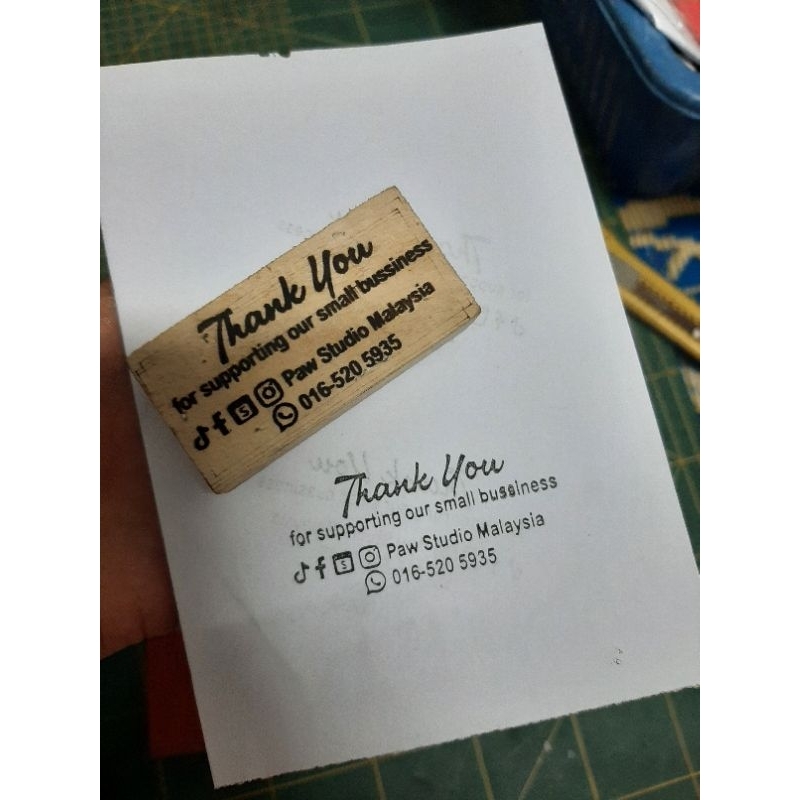 Thank You
for supporting our small bussiness
Paw Studio Malaysia
016-520 5935
Thank You
for supporting our small bussiness
Paw Studio Malaysia
016-520 5935